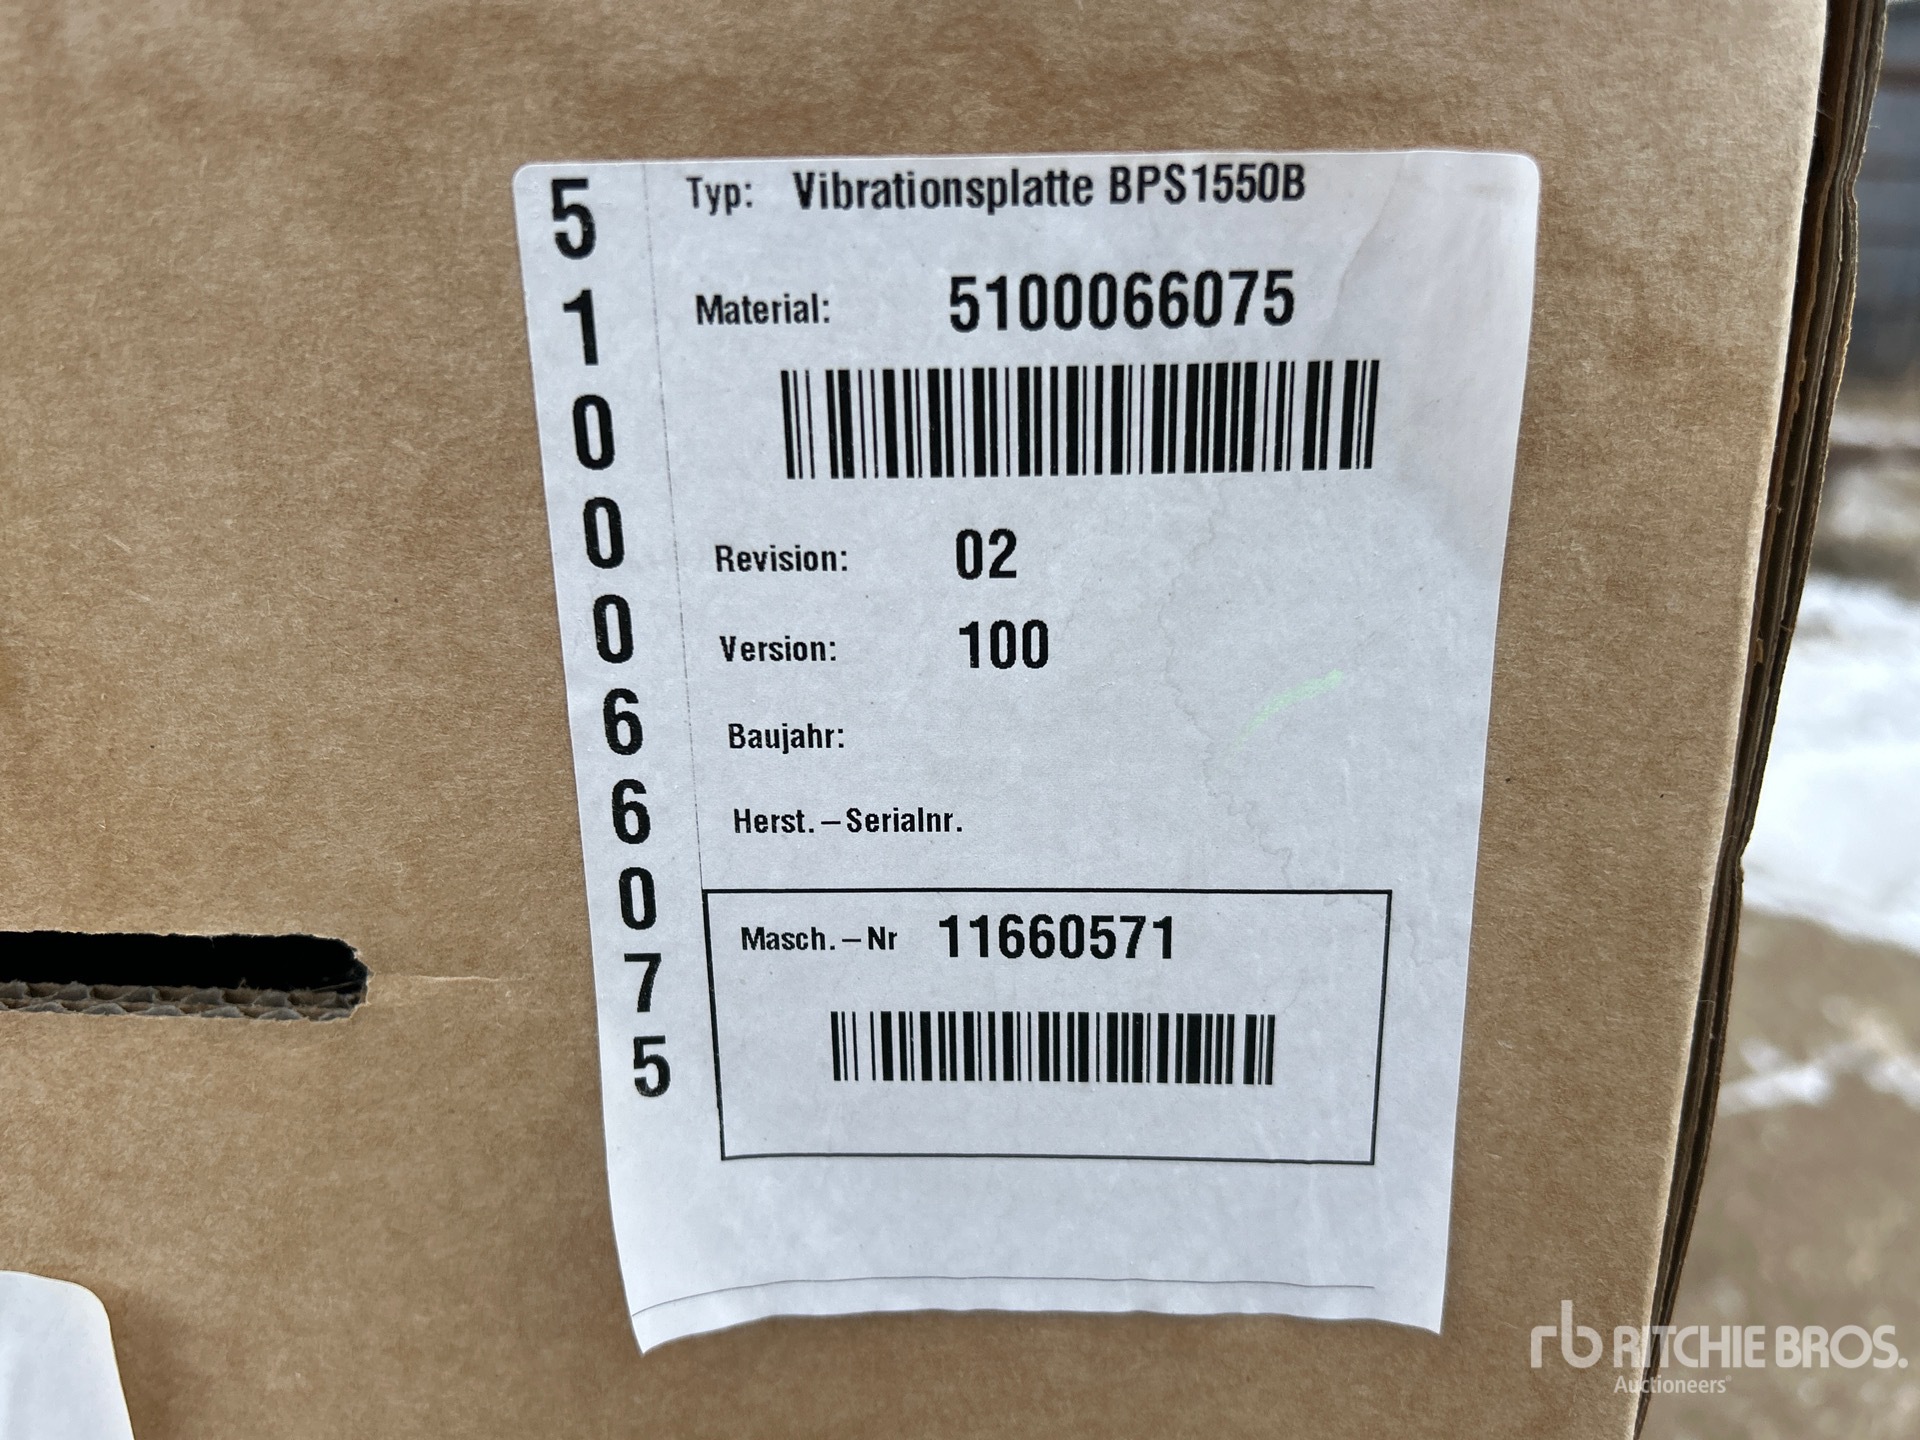 5100066075
Typ: Vibrationsplatte BPS1550B
Material: 5100066075
Revision: 02
Version: 100
Baujahr:
Herst.–Serialnr.
Masch.–Nr 11660571
rb RITCHIE BROS.
Auctioneers